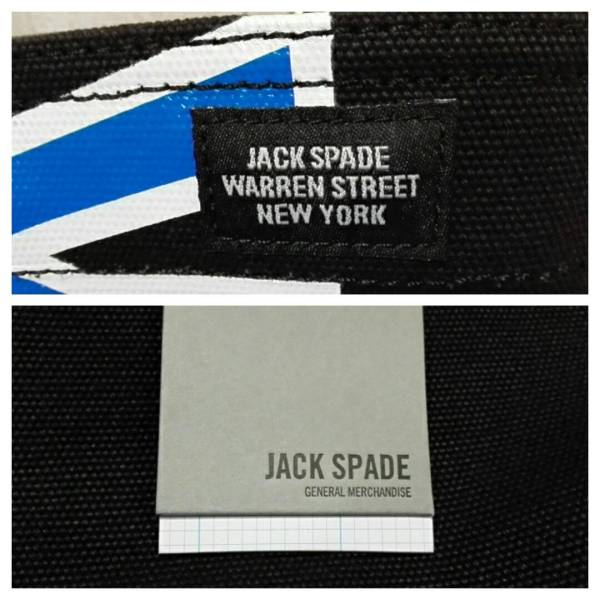 JACK SPADE
WARREN STREET
NEW YORK
JACK SPADE
GENERAL MERCHANDISE